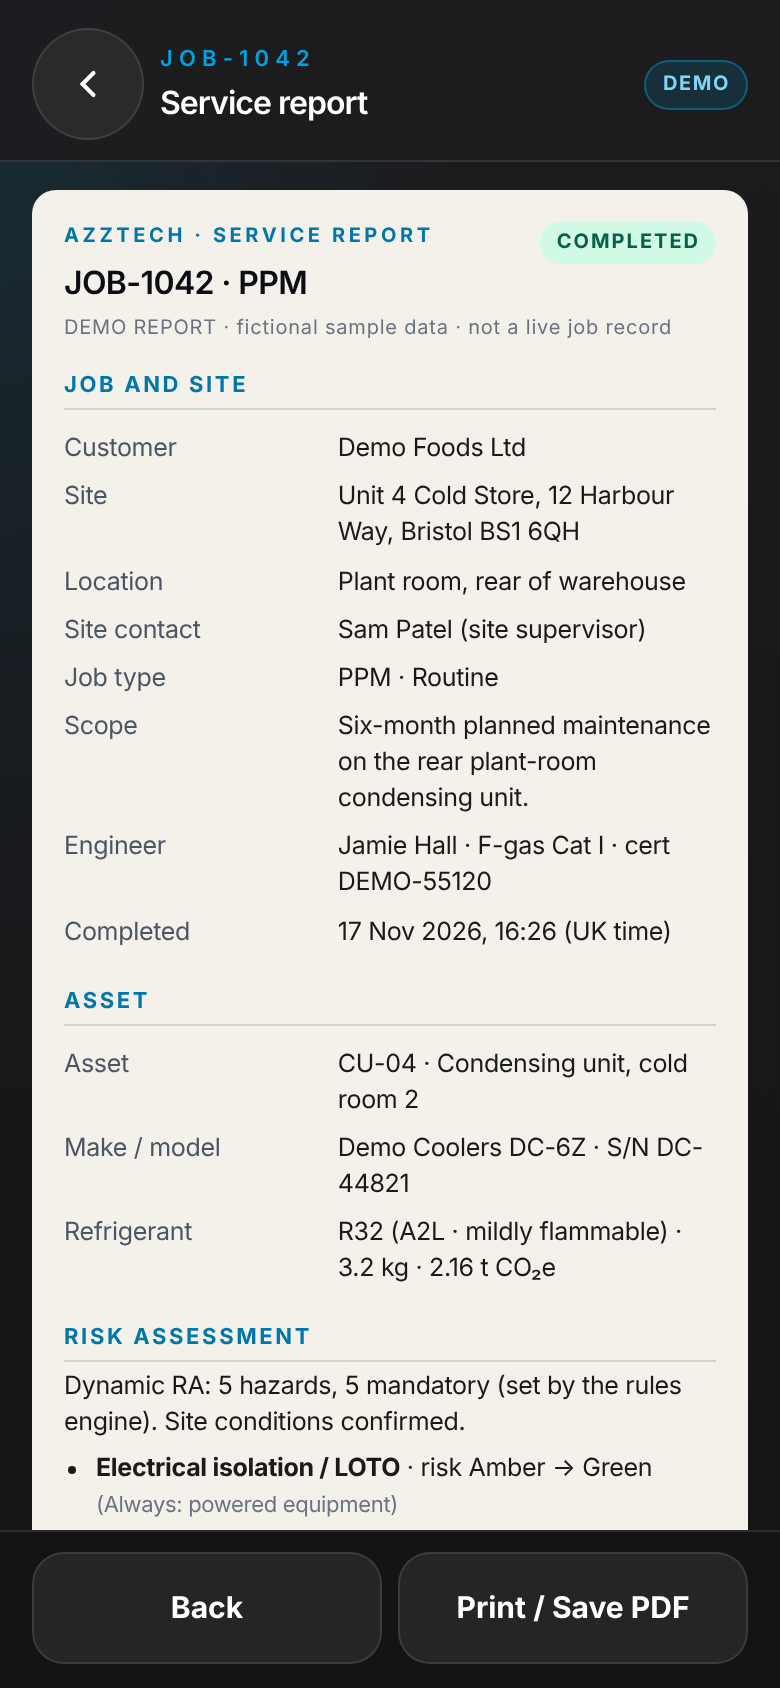 JOB-1042
Service report
DEMO
AZZTECH · SERVICE REPORT
COMPLETED
JOB-1042 · PPM
DEMO REPORT · fictional sample data · not a live job record
JOB AND SITE
Customer
Demo Foods Ltd
Site
Unit 4 Cold Store, 12 Harbour
Way, Bristol BS1 6QH
Location
Plant room, rear of warehouse
Site contact
Sam Patel (site supervisor)
Job type
PPM · Routine
Scope
Six-month planned maintenance
on the rear plant-room
condensing unit.
Engineer
Jamie Hall · F-gas Cat I · cert
DEMO-55120
Completed
17 Nov 2026, 16:26 (UK time)
ASSET
Asset
CU-04 · Condensing unit, cold
room 2
Make / model
Demo Coolers DC-6Z · S/N DC-
44821
Refrigerant
R32 (A2L · mildly flammable) ·
3.2 kg · 2.16 t CO₂e
RISK ASSESSMENT
Dynamic RA: 5 hazards, 5 mandatory (set by the rules
engine). Site conditions confirmed.
• Electrical isolation / LOTO · risk Amber → Green
(Always: powered equipment)
Back
Print / Save PDF